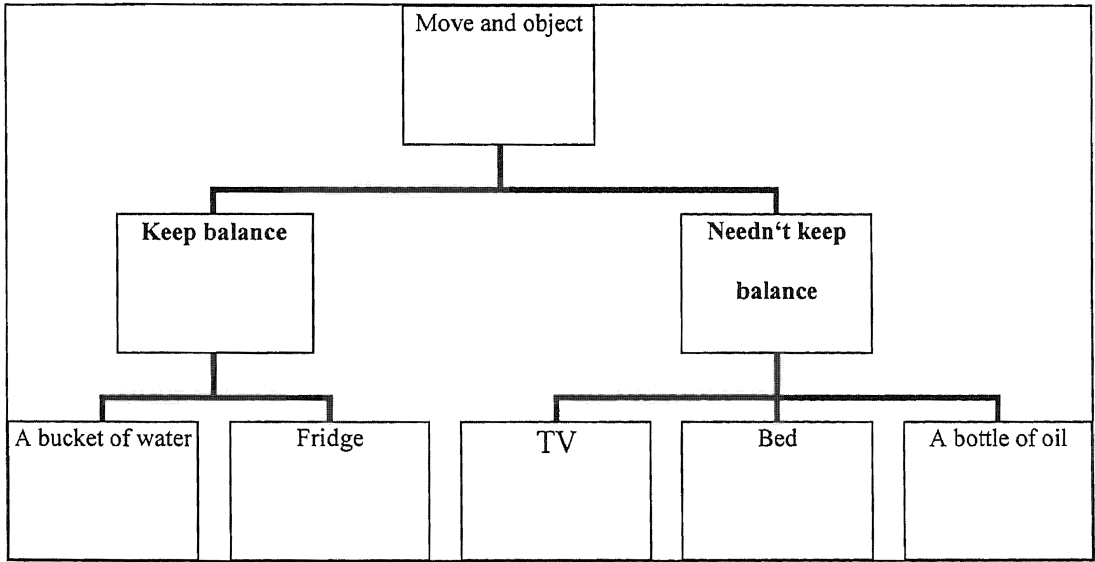 Move and object
Keep balance
Needn‘t keep
balance
A bucket of water
Fridge
TV
Bed
A bottle of oil